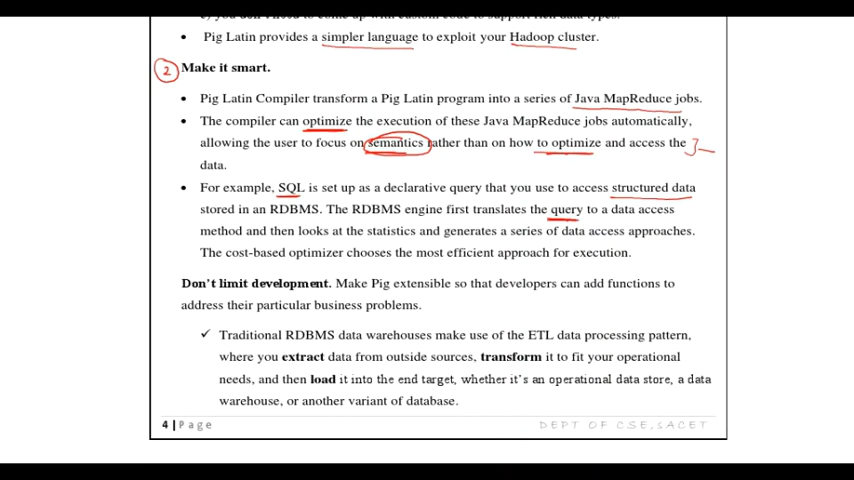 Pig Latin provides a simpler language to exploit your Hadoop cluster.
2 Make it smart.
Pig Latin Compiler transform a Pig Latin program into a series of Java MapReduce jobs.
The compiler can optimize the execution of these Java MapReduce jobs automatically,
allowing the user to focus on semantics rather than on how to optimize and access the
data.
For example, SQL is set up as a declarative query that you use to access structured data
stored in an RDBMS. The RDBMS engine first translates the query to a data access
method and then looks at the statistics and generates a series of data access approaches.
The cost-based optimizer chooses the most efficient approach for execution.
Don't limit development. Make Pig extensible so that developers can add functions to
address their particular business problems.
✓ Traditional RDBMS data warehouses make use of the ETL data processing pattern,
where you extract data from outside sources, transform it to fit your operational
needs, and then load it into the end target, whether it's an operational data store, a data
warehouse, or another variant of database.
4 | Page DEPT OF CSE,SACET